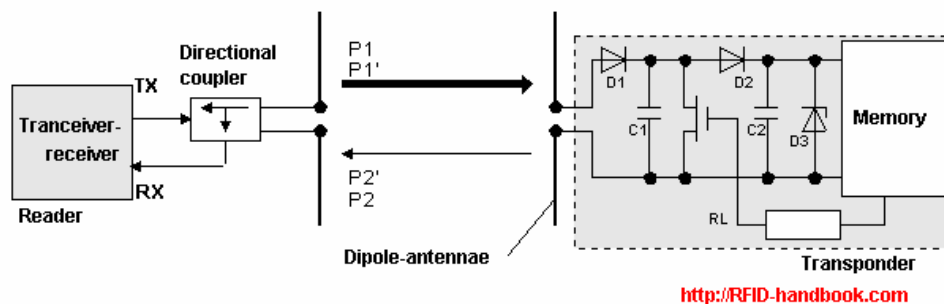 Directional
coupler
TX
Tranceiver-
receiver
RX
Reader
P1
P1'
P2'
P2
Dipole-antennae
D1
D2
C1
C2
D3
Memory
RL
Transponder
http://RFID-handbook.com